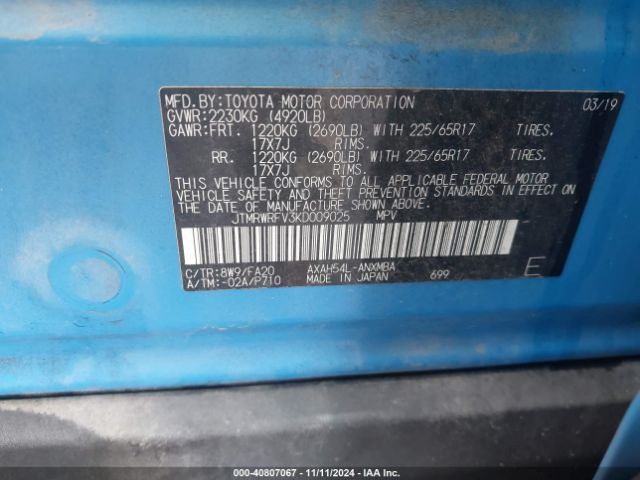 MFD.BY:TOYOTA MOTOR CORPORATION 03/19
GVWR:2230KG (4920LB)
GAWR:FRT. 1220KG (2690LB) WITH 225/65R17 TIRES.
17X7J RIMS.
RR. 1220KG (2690LB) WITH 225/65R17 TIRES.
17X7J RIMS.
THIS VEHICLE CONFORMS TO ALL APPLICABLE FEDERAL MOTOR
VEHICLE SAFETY AND THEFT PREVENTION STANDARDS IN EFFECT ON
THE DATE OF MANUFACTURE SHOWN ABOVE.
JTMRWRFV3KD009025 MPV
C/TR:8W9/FA20 AXAH54L-ANXMBA
A/TM:-02A/P710 MADE IN JAPAN 699 E
000-40807067 - 11/11/2024 - IAA Inc.